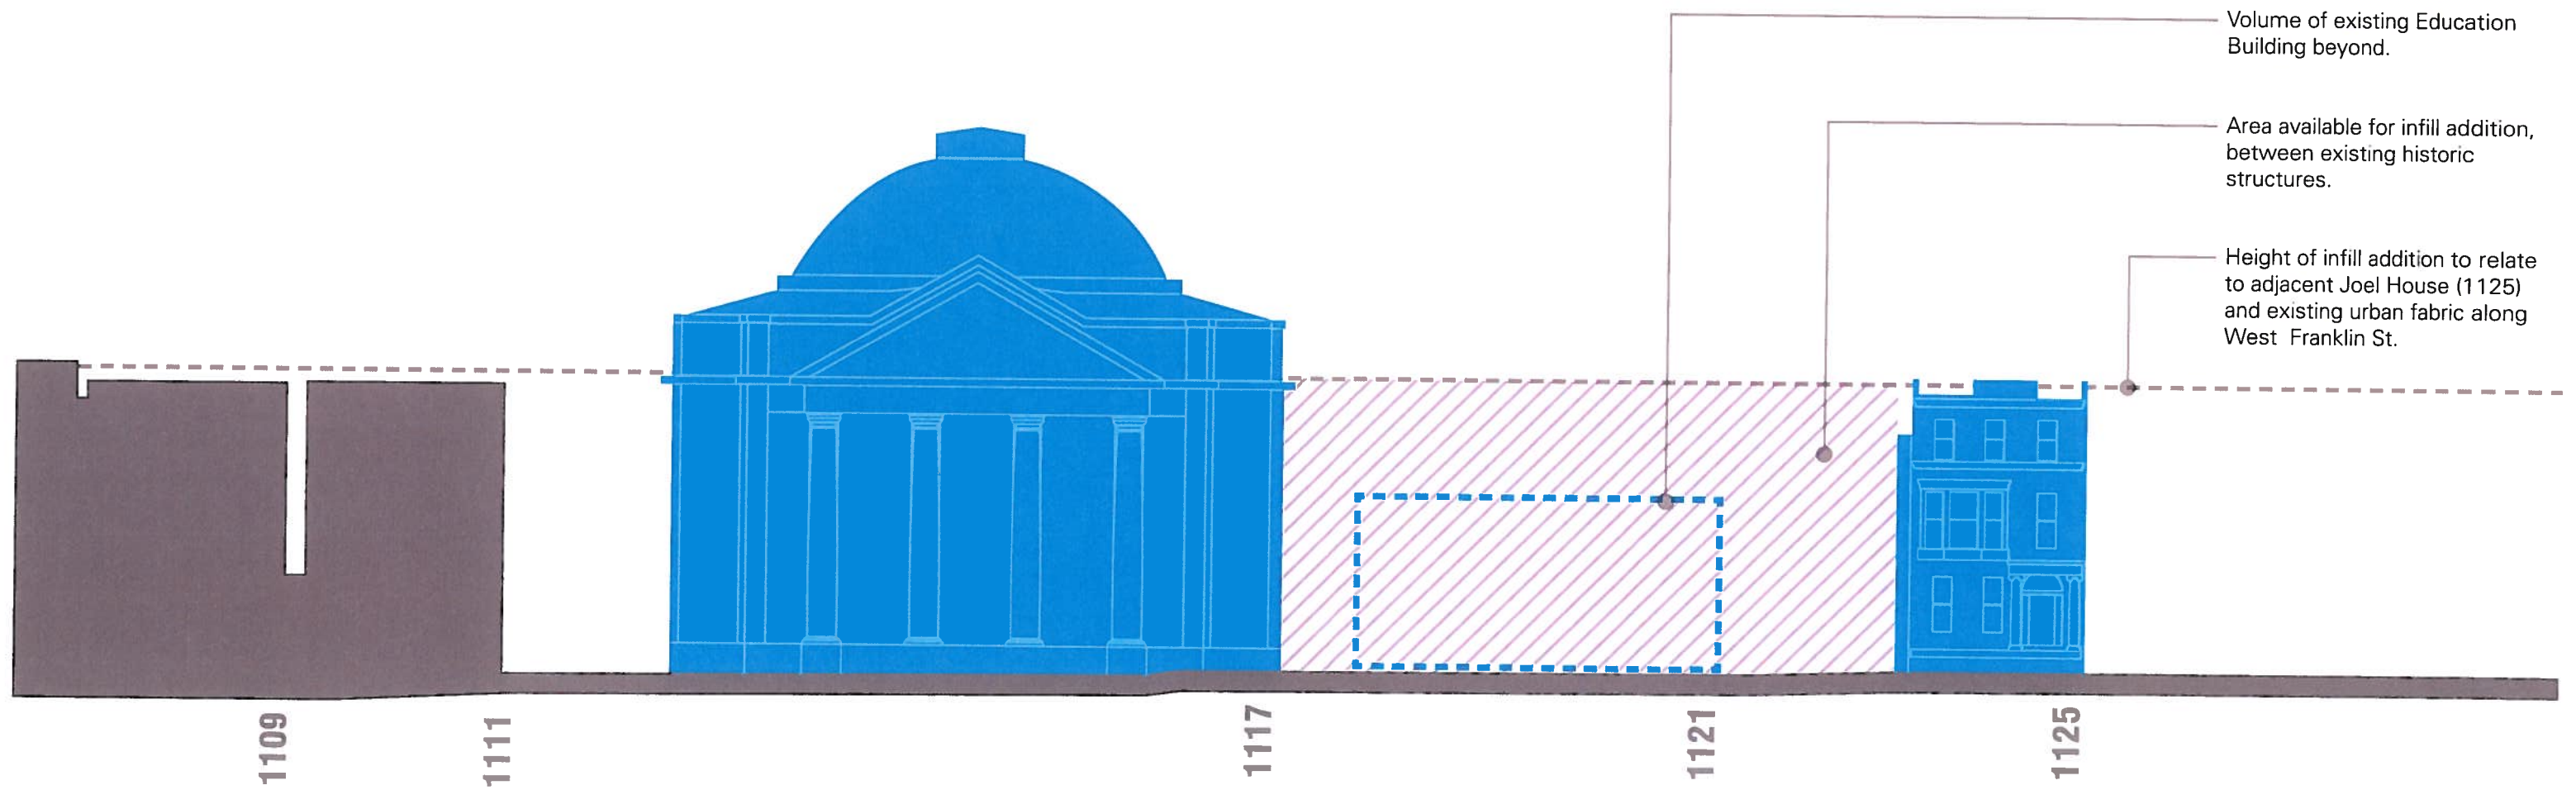 Volume of existing Education
Building beyond.
Area available for infill addition,
between existing historic
structures.
Height of infill addition to relate
to adjacent Joel House (1125)
and existing urban fabric along
West Franklin St.
1109
1111
1117
1121
1125